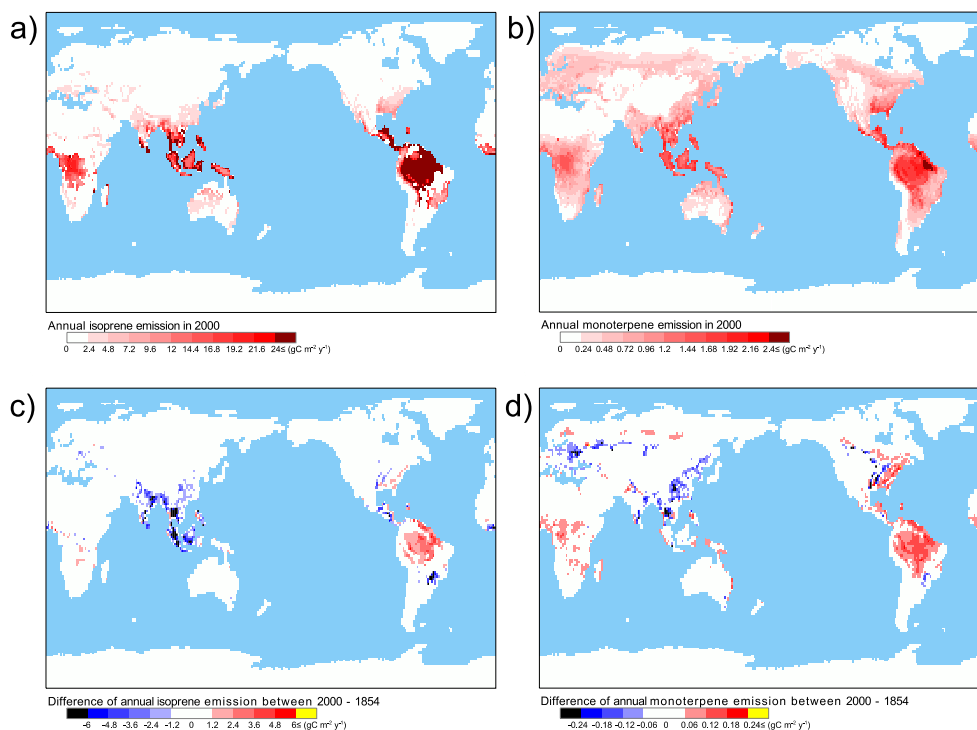 a)
b)
Annual isoprene emission in 2000
0 2.4 4.8 7.2 9.6 12 14.4 16.8 19.2 21.6 24≤ (gC m⁻² y⁻¹)
Annual monoterpene emission in 2000
0 0.24 0.48 0.72 0.96 1.2 1.44 1.68 1.92 2.16 2.4≤ (gC m⁻² y⁻¹)
c)
d)
Difference of annual isoprene emission between 2000 - 1854
-6 -4.8 -3.6 -2.4 -1.2 0 1.2 2.4 3.6 4.8 6≤ (gC m⁻² y⁻¹)
Difference of annual monoterpene emission between 2000 - 1854
-0.24 -0.18 -0.12 -0.06 0 0.06 0.12 0.18 0.24≤ (gC m⁻² y⁻¹)